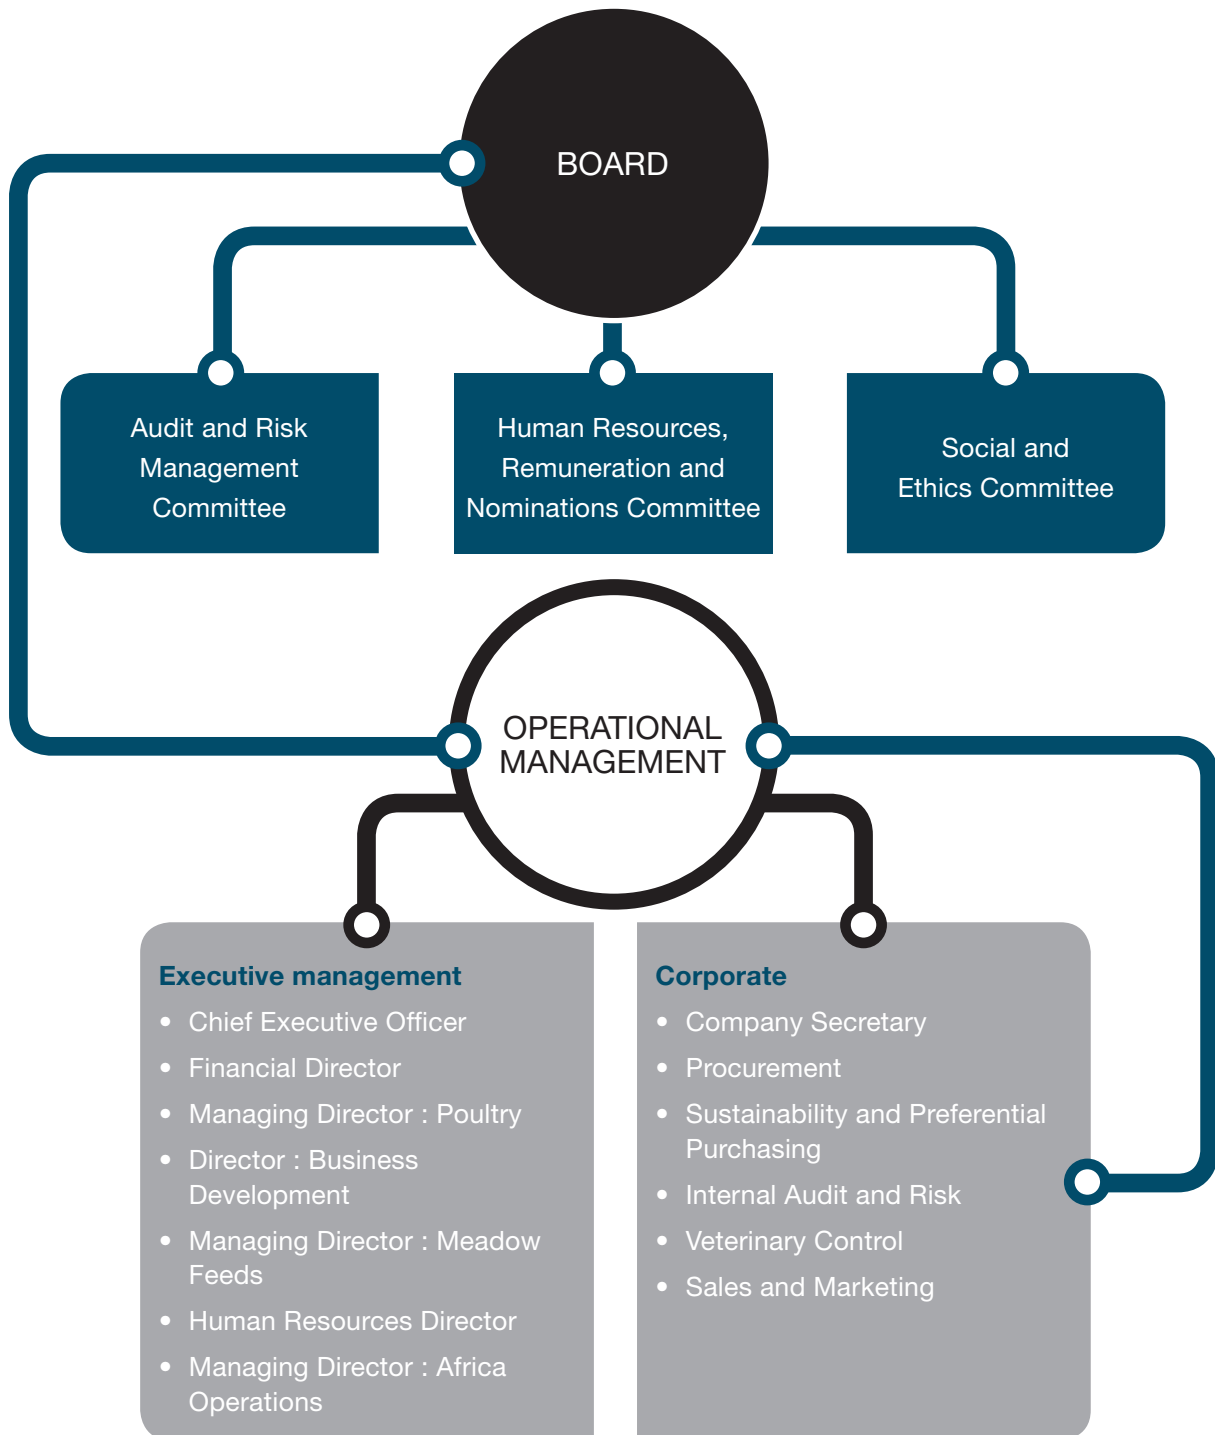 BOARD
Audit and Risk
Management
Committee
Human Resources,
Remuneration and
Nominations Committee
Social and
Ethics Committee
OPERATIONAL
MANAGEMENT
Executive management
• Chief Executive Officer
• Financial Director
• Managing Director : Poultry
• Director : Business
Development
• Managing Director : Meadow
Feeds
• Human Resources Director
• Managing Director : Africa
Operations
Corporate
• Company Secretary
• Procurement
• Sustainability and Preferential
Purchasing
• Internal Audit and Risk
• Veterinary Control
• Sales and Marketing